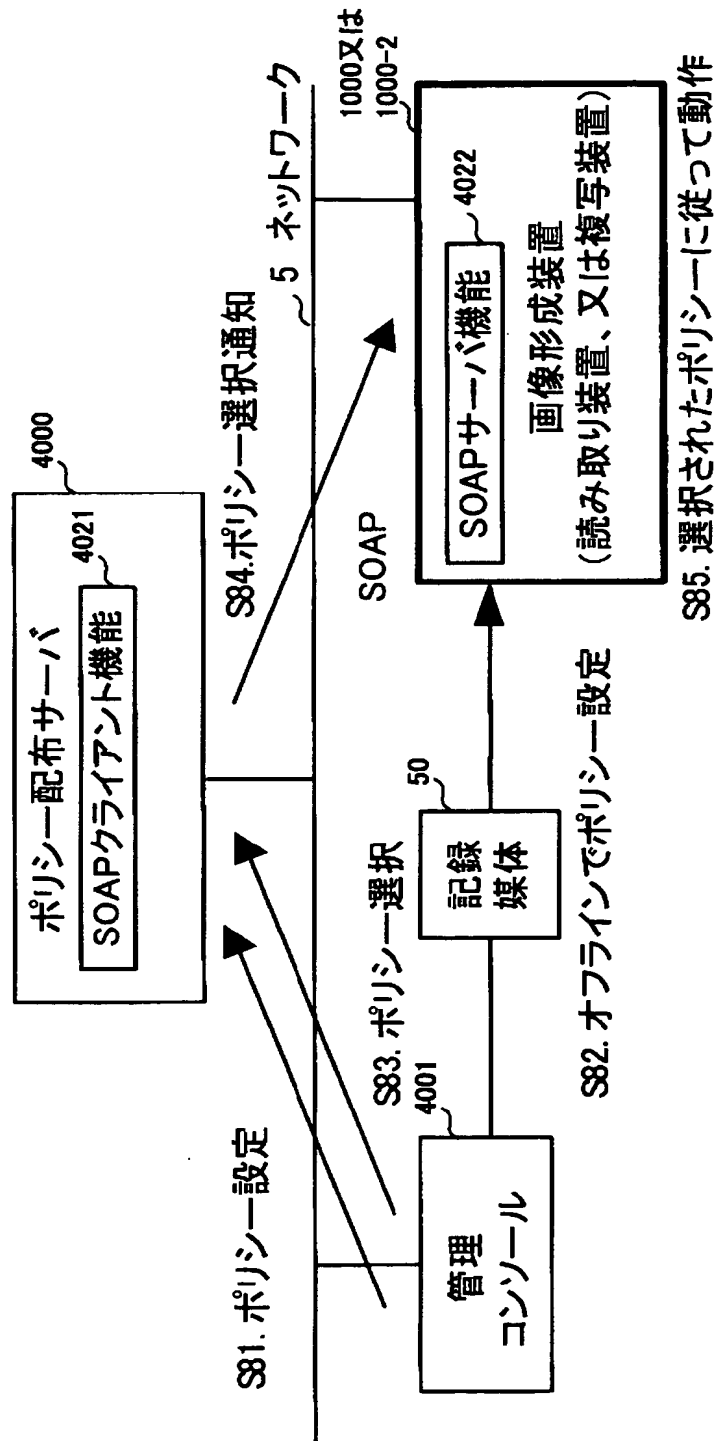 4000
ポリシー配布サーバ
4021
SOAPクライアント機能
S81. ポリシー設定
S84.ポリシー選択通知
5 ネットワーク
S83. ポリシー選択
SOAP
1000又は
1000-2
4001
管理
コンソール
50
記録
媒体
4022
SOAPサーバ機能
画像形成装置
(読み取り装置、又は複写装置)
S82. オフラインでポリシー設定
S85. 選択されたポリシーに従って動作